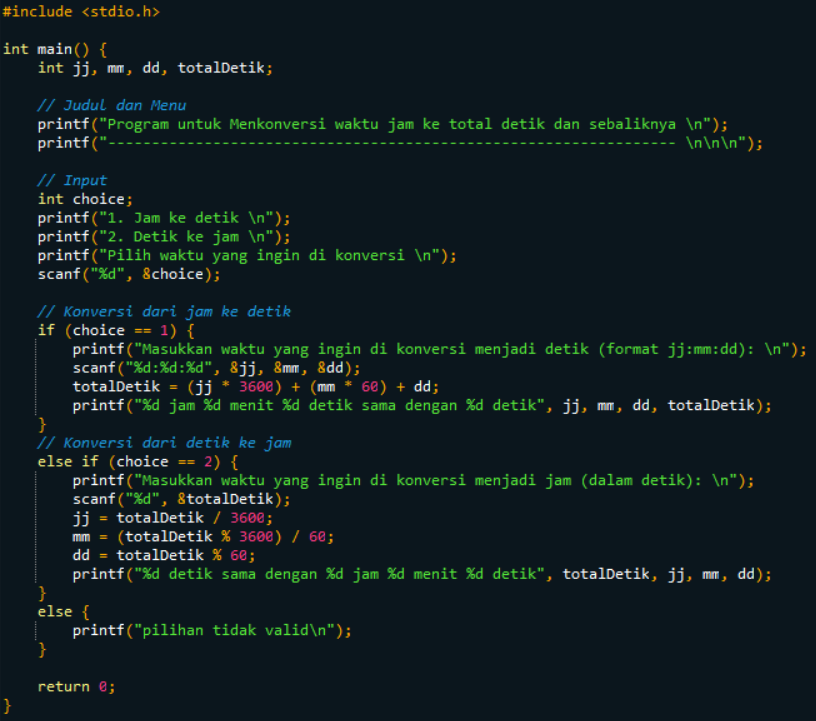 #include <stdio.h>
int main() {
int jj, mm, dd, totalDetik;
// Judul dan Menu
printf("Program untuk Menkonversi waktu jam ke total detik dan sebaliknya \n");
printf("----------------------------------------------------------------- \n\n\n");
// Input
int choice;
printf("1. Jam ke detik \n");
printf("2. Detik ke jam \n");
printf("Pilih waktu yang ingin di konversi \n");
scanf("%d", &choice);
// Konversi dari jam ke detik
if (choice == 1) {
printf("Masukkan waktu yang ingin di konversi menjadi detik (format jj:mm:dd): \n");
scanf("%d:%d:%d", &jj, &mm, &dd);
totalDetik = (jj * 3600) + (mm * 60) + dd;
printf("%d jam %d menit %d detik sama dengan %d detik", jj, mm, dd, totalDetik);
}
// Konversi dari detik ke jam
else if (choice == 2) {
printf("Masukkan waktu yang ingin di konversi menjadi jam (dalam detik): \n");
scanf("%d", &totalDetik);
jj = totalDetik / 3600;
mm = (totalDetik % 3600) / 60;
dd = totalDetik % 60;
printf("%d detik sama dengan %d jam %d menit %d detik", totalDetik, jj, mm, dd);
}
else {
printf("pilihan tidak valid\n");
}
return 0;
}